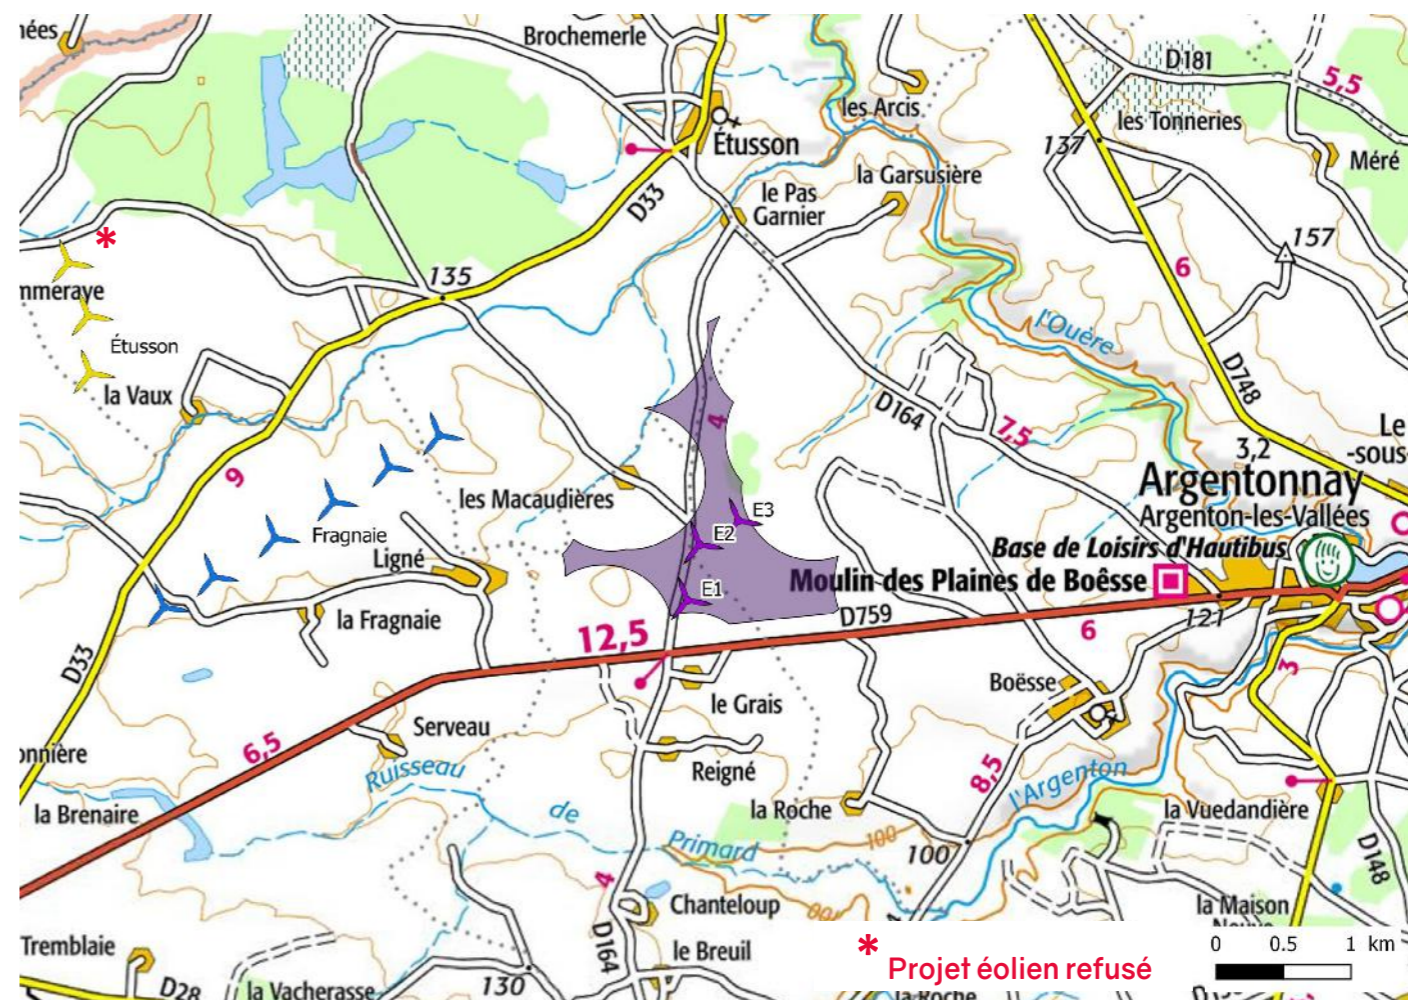 nées
Brochemerle
D181
5,5
les Arcis
les Tonneries
137
Méré
Étusson
la Garsusière
le Pas
Garnier
D33
157
*
6
135
mmeraye
l'Ouère
Étusson
la Vaux
D748
4
D164
7,5
Le
-sous-
3,2
9
les Macaudières
Argentonnay
Argenton-les-Vallées
E3
Fragnaie
E2
Base de Loisirs d'Hautibus
Ligné
Moulin des Plaines de Boêsse
E1
la Fragnaie
D759
121
12,5
6
D33
3
Boësse
le Grais
Serveau
onnière
6,5
Ruisseau
Reigné
8,5
l'Argenton
la Brenaire
de
la Roche
la Vuedandière
Primard
100
100
D148
4
Chanteloup
la Maison
Tremblaie
D164
le Breuil
* Projet éolien refusé
0 0.5 1 km
D28
la Vacherasse
130
la Roche